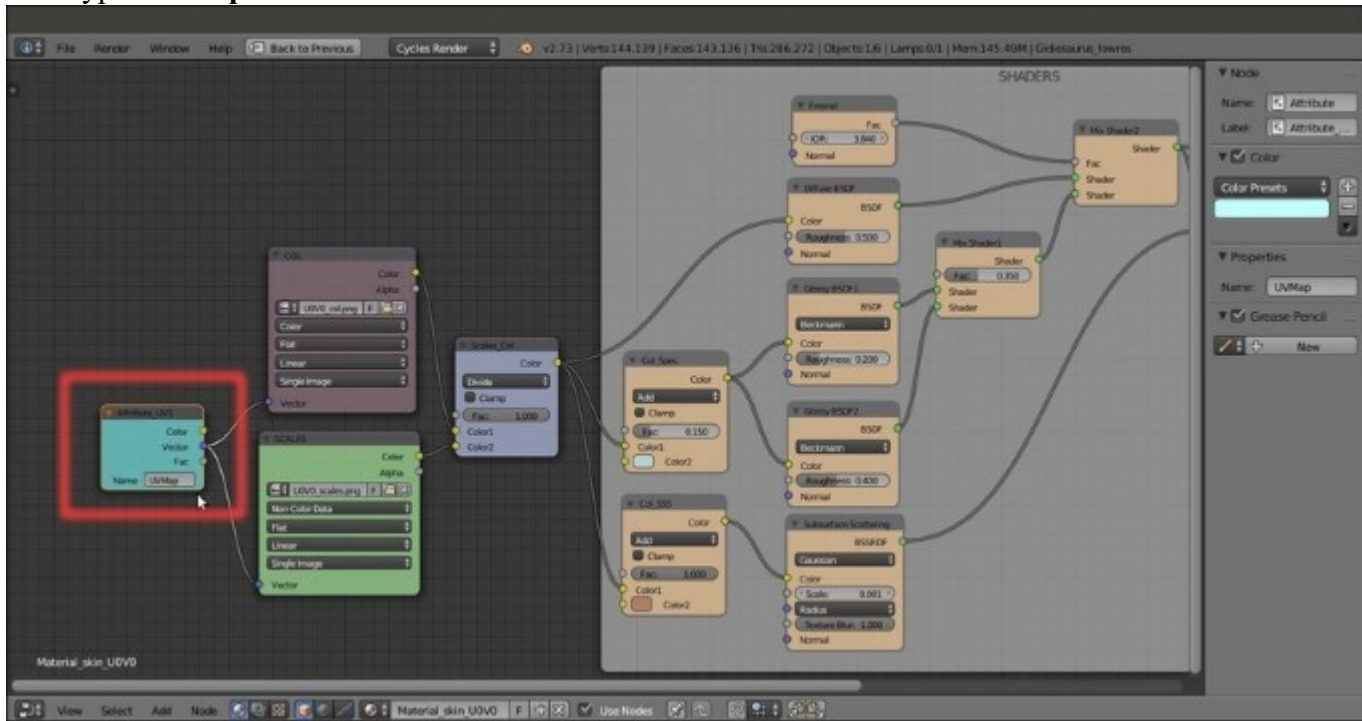 File Render Window Help Back to Previous Cycles Render v2.73 | Verts:144,139 | Faces:143,136 | Tris:286,272 | Objects:1/6 | Lamps:0/1 | Mem:145.49M | Gidiosaurus_lowres
SHADERS
Fresnel
Fac
IOR: 3.840
Normal
Diffuse BSDF
BSDF
Color
Roughness: 0.500
Normal
Glossy BSDF1
BSDF
Beckmann
Color
Roughness: 0.200
Normal
Glossy BSDF2
BSDF
Beckmann
Color
Roughness: 0.400
Normal
Subsurface Scattering
BSSRDF
Gaussian
Color
Scale: 0.001
Radius
Texture Blur: 1.000
Normal
Mix Shader2
Shader
Fac
Shader
Shader
Mix Shader1
Shader
Fac: 0.350
Shader
Shader
COL
Color
Alpha
U0V0_col.png F
Color
Flat
Linear
Single Image
Vector
SCALES
Color
Alpha
U0V0_scales.png F
Non-Color Data
Flat
Linear
Single Image
Vector
Attribute_UV1
Color
Vector
Fac
Name: UVMap
Scales_Col
Color
Divide
Clamp
Fac: 1.000
Color1
Color2
Col_Spec
Color
Add
Clamp
Fac: 0.150
Color1
Color2
Col_SSS
Color
Add
Clamp
Fac: 1.000
Color1
Color2
Node
Name: Attribute
Label: Attribute_...
Color
Color Presets
Properties
Name: UVMap
Grease Pencil
New
Material_skin_U0V0
View Select Add Node Material_skin_U0V0 F Use Nodes